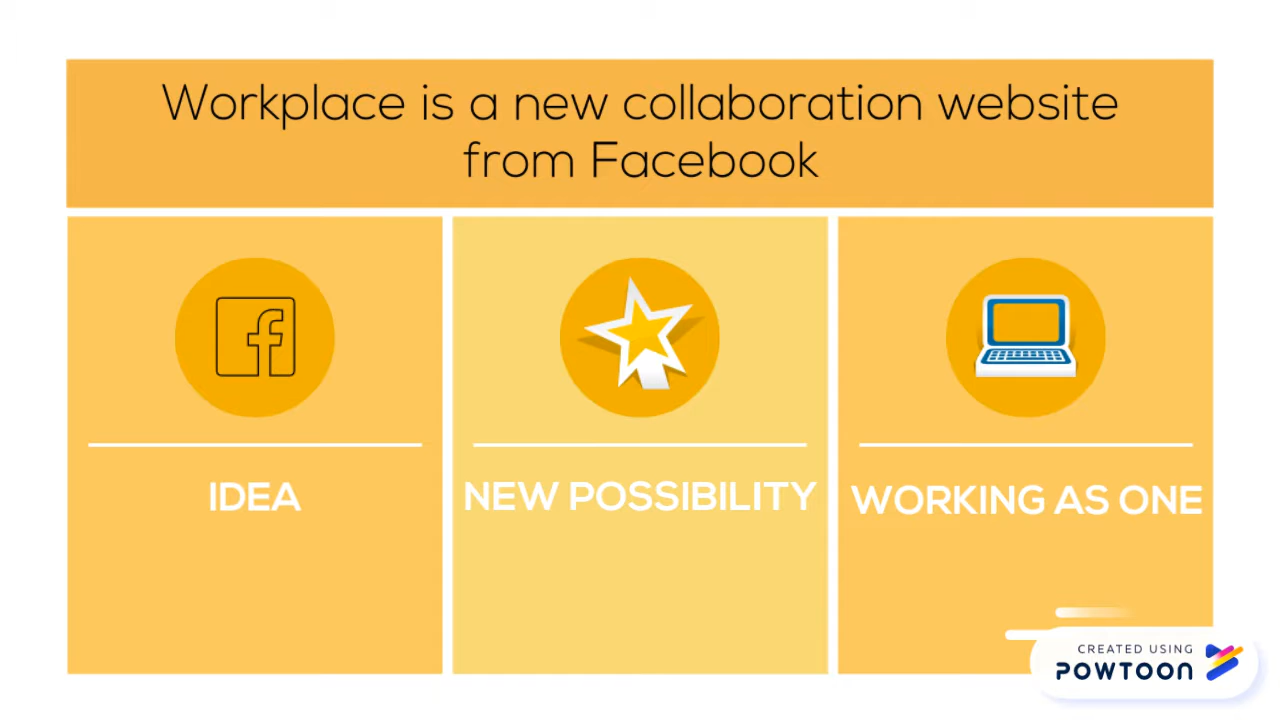 Workplace is a new collaboration website
from Facebook
f
IDEA
NEW POSSIBILITY
WORKING AS ONE
CREATED USING
POWTOON